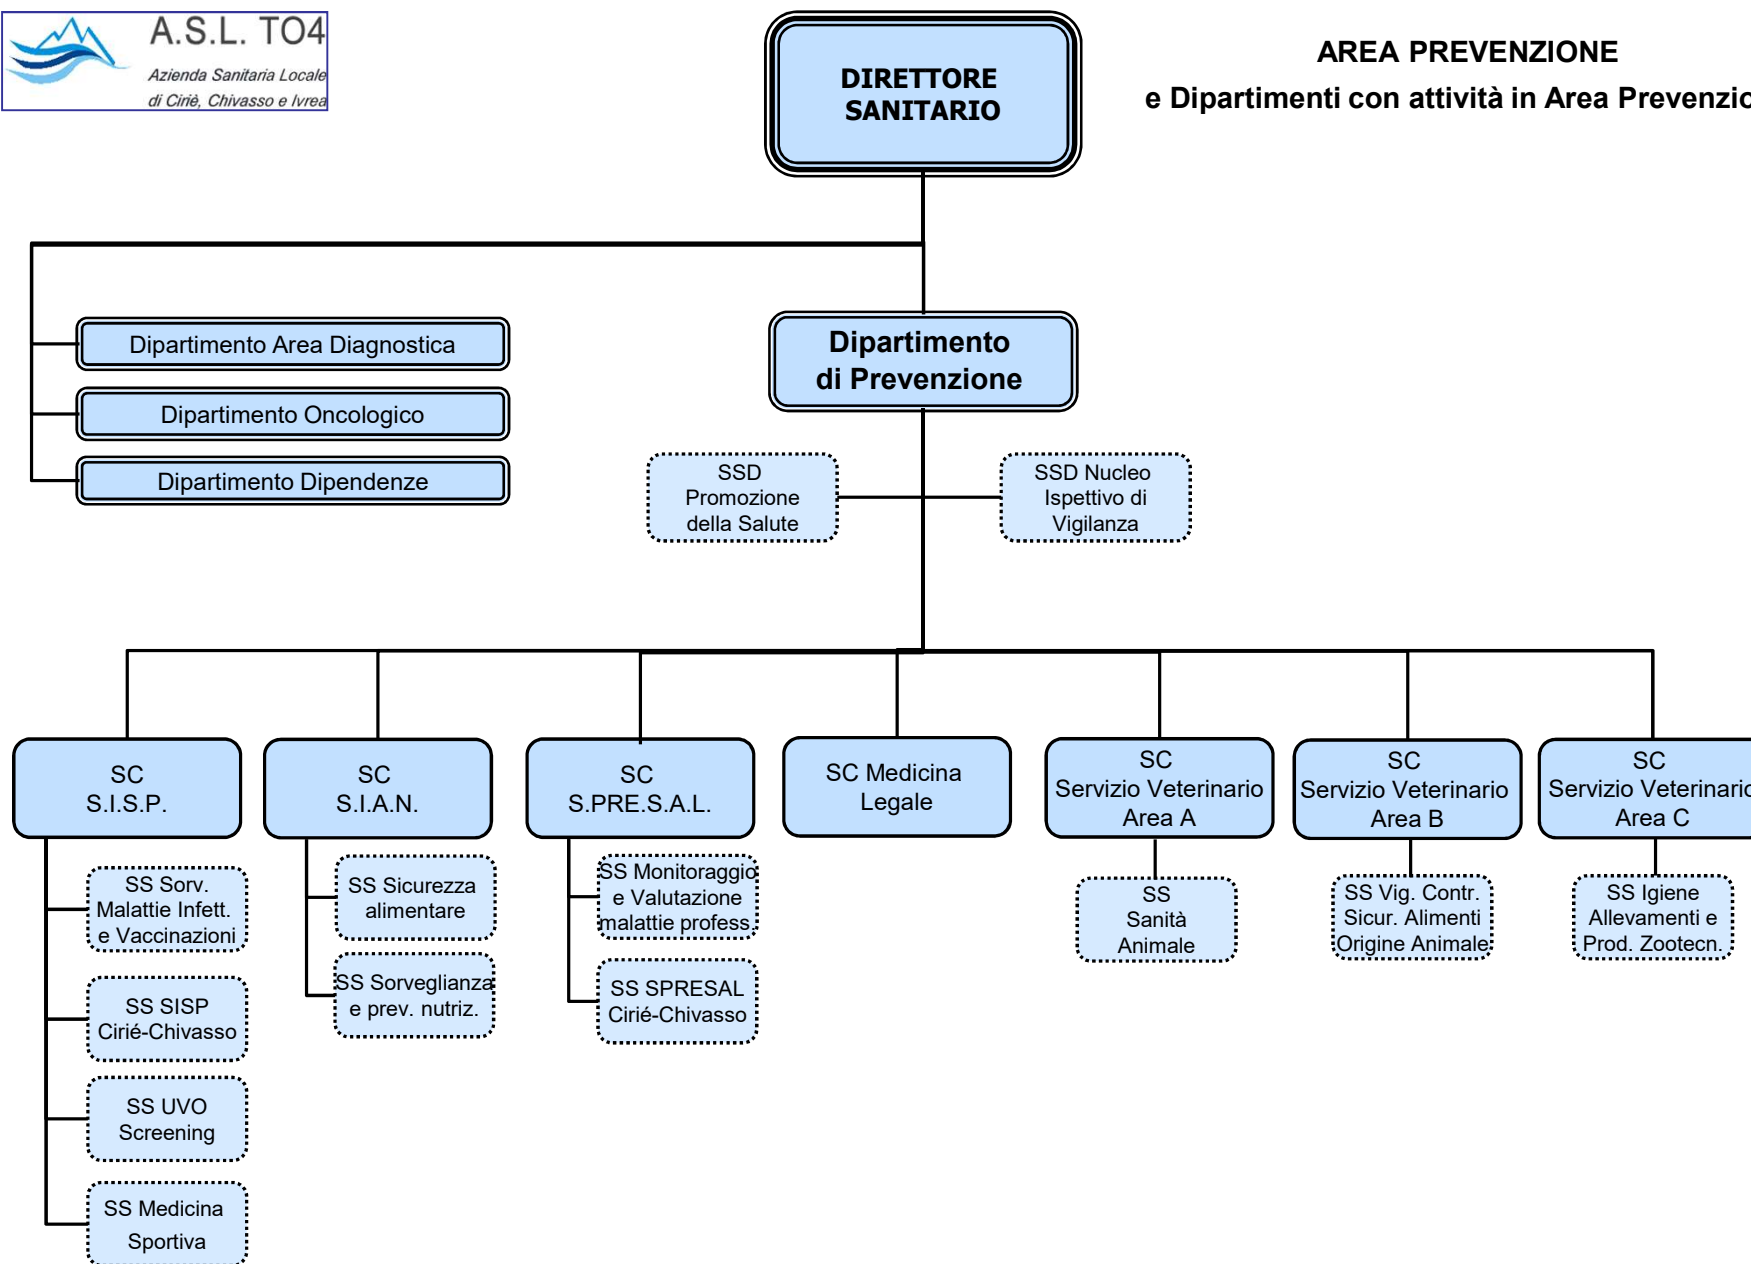 A.S.L. TO4
Azienda Sanitaria Locale
di Ciriè, Chivasso e Ivrea
DIRETTORE
SANITARIO
AREA PREVENZIONE
e Dipartimenti con attività in Area Prevenzio
Dipartimento Area Diagnostica
Dipartimento Oncologico
Dipartimento Dipendenze
Dipartimento
di Prevenzione
SSD
Promozione
della Salute
SSD Nucleo
Ispettivo di
Vigilanza
SC
S.I.S.P.
SC
S.I.A.N.
SC
S.PRE.S.A.L.
SC Medicina
Legale
SC
Servizio Veterinario
Area A
SC
Servizio Veterinario
Area B
SC
Servizio Veterinario
Area C
SS Sorv.
Malattie Infett.
e Vaccinazioni
SS SISP
Cirié-Chivasso
SS UVO
Screening
SS Medicina
Sportiva
SS Sicurezza
alimentare
SS Sorveglianza
e prev. nutriz.
SS Monitoraggio
e Valutazione
malattie profess.
SS SPRESAL
Cirié-Chivasso
SS
Sanità
Animale
SS Vig. Contr.
Sicur. Alimenti
Origine Animale
SS Igiene
Allevamenti e
Prod. Zootecn.